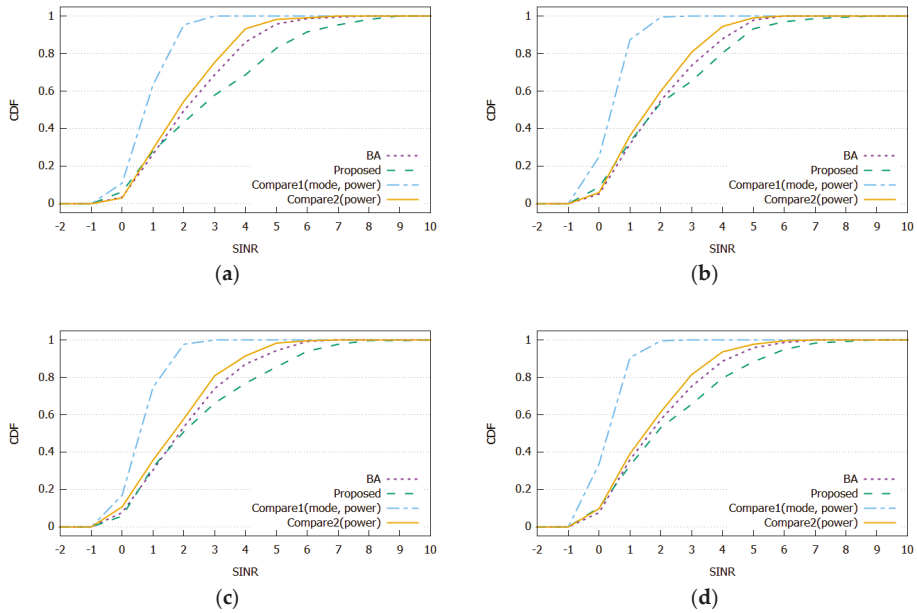 1
0.8
0.6
0.4
0.2
0
CDF
BA
Proposed
Compare1(mode, power)
Compare2(power)
-2 -1 0 1 2 3 4 5 6 7 8 9 10
SINR
(a)
1
0.8
0.6
0.4
0.2
0
CDF
BA
Proposed
Compare1(mode, power)
Compare2(power)
-2 -1 0 1 2 3 4 5 6 7 8 9 10
SINR
(b)
1
0.8
0.6
0.4
0.2
0
CDF
BA
Proposed
Compare1(mode, power)
Compare2(power)
-2 -1 0 1 2 3 4 5 6 7 8 9 10
SINR
(c)
1
0.8
0.6
0.4
0.2
0
CDF
BA
Proposed
Compare1(mode, power)
Compare2(power)
-2 -1 0 1 2 3 4 5 6 7 8 9 10
SINR
(d)